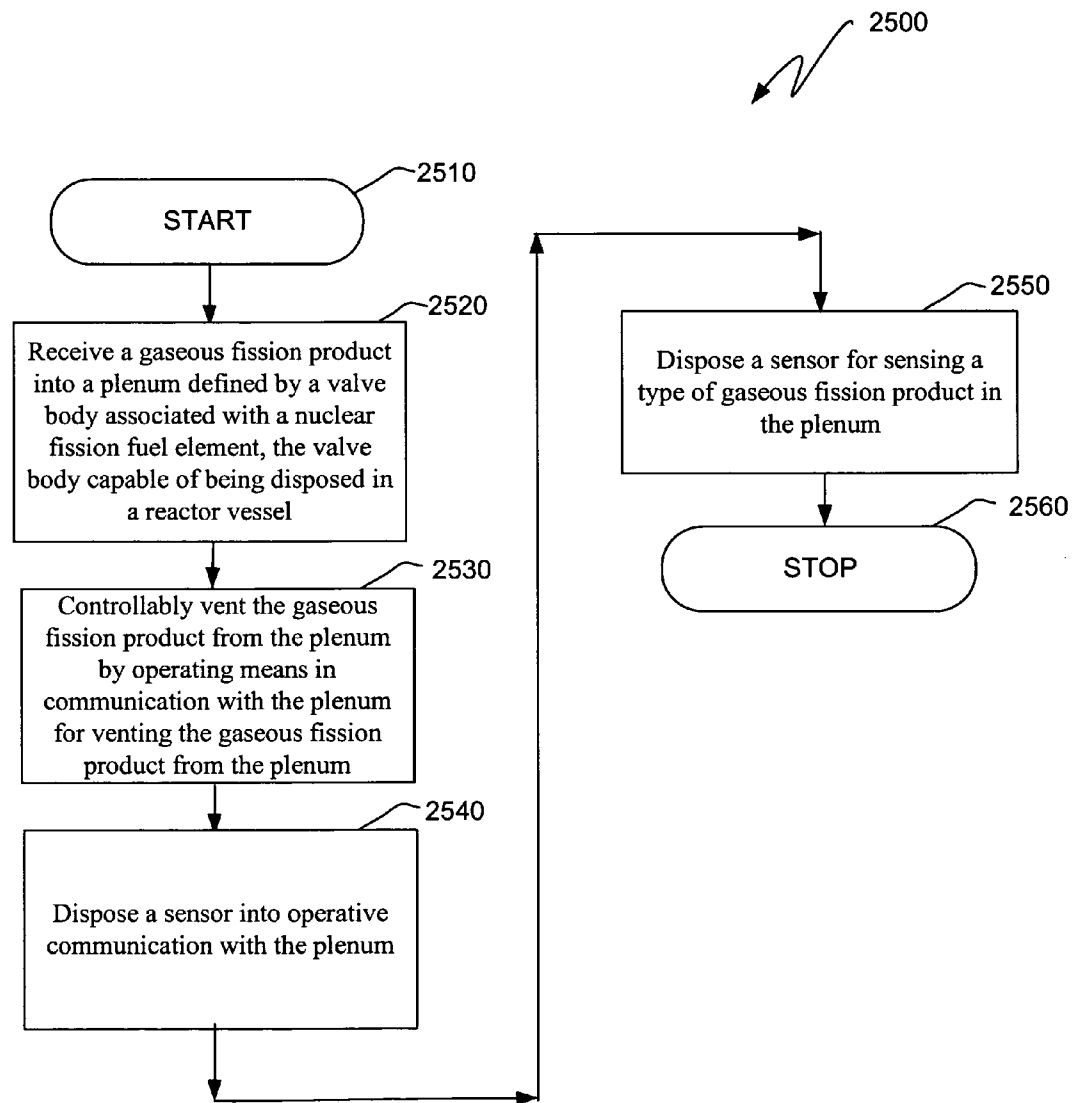 2500
2510
START
2520
Receive a gaseous fission product
into a plenum defined by a valve
body associated with a nuclear
fission fuel element, the valve
body capable of being disposed in
a reactor vessel
2530
Controllably vent the gaseous
fission product from the plenum
by operating means in
communication with the plenum
for venting the gaseous fission
product from the plenum
2540
Dispose a sensor into operative
communication with the plenum
2550
Dispose a sensor for sensing a
type of gaseous fission product in
the plenum
2560
STOP